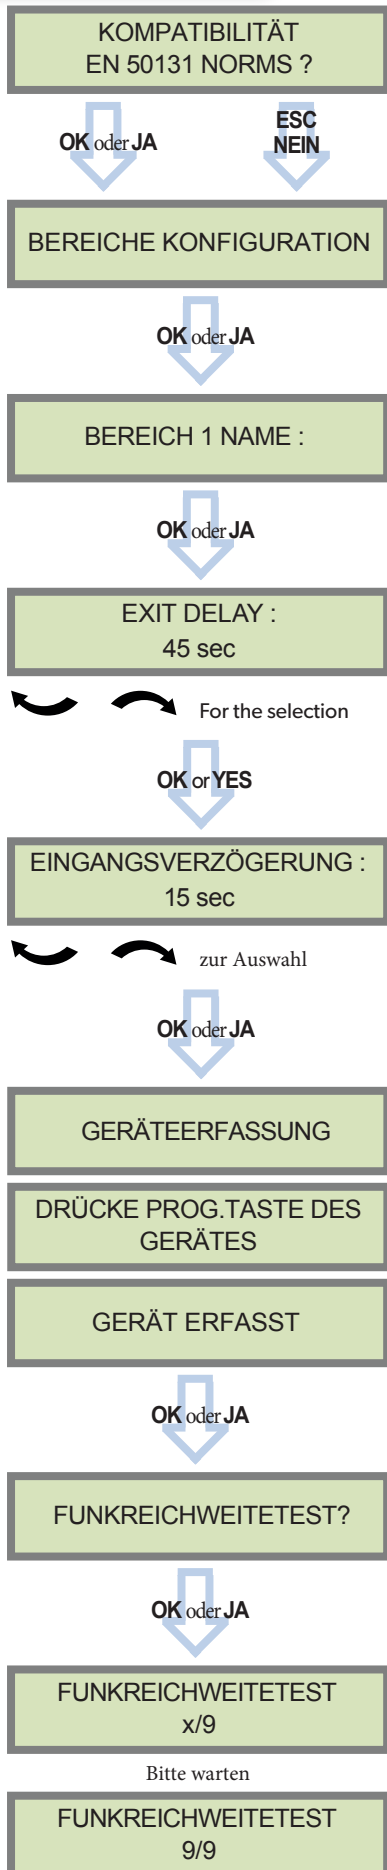 KOMPATIBILITÄT
EN 50131 NORMS ?
OK oder JA
ESC
NEIN
BEREICHE KONFIGURATION
OK oder JA
BEREICH 1 NAME :
OK oder JA
EXIT DELAY :
45 sec
For the selection
OK or YES
EINGANGSVERZÖGERUNG :
15 sec
zur Auswahl
OK oder JA
GERÄTEERFASSUNG
DRÜCKE PROG.TASTE DES
GERÄTES
GERÄT ERFASST
OK oder JA
FUNKREICHWEITETEST?
OK oder JA
FUNKREICHWEITETEST
x/9
Bitte warten
FUNKREICHWEITETEST
9/9